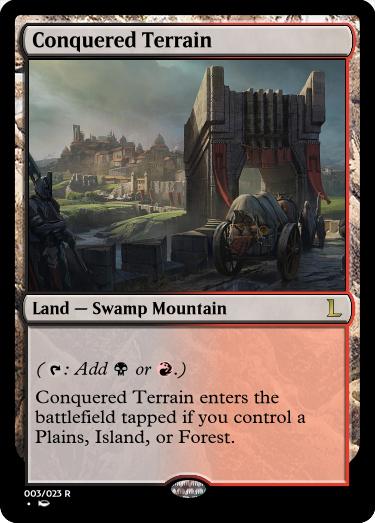 Conquered Terrain
Land — Swamp Mountain
L
( : Add or .)
Conquered Terrain enters the
battlefield tapped if you control a
Plains, Island, or Forest.
003/023 R